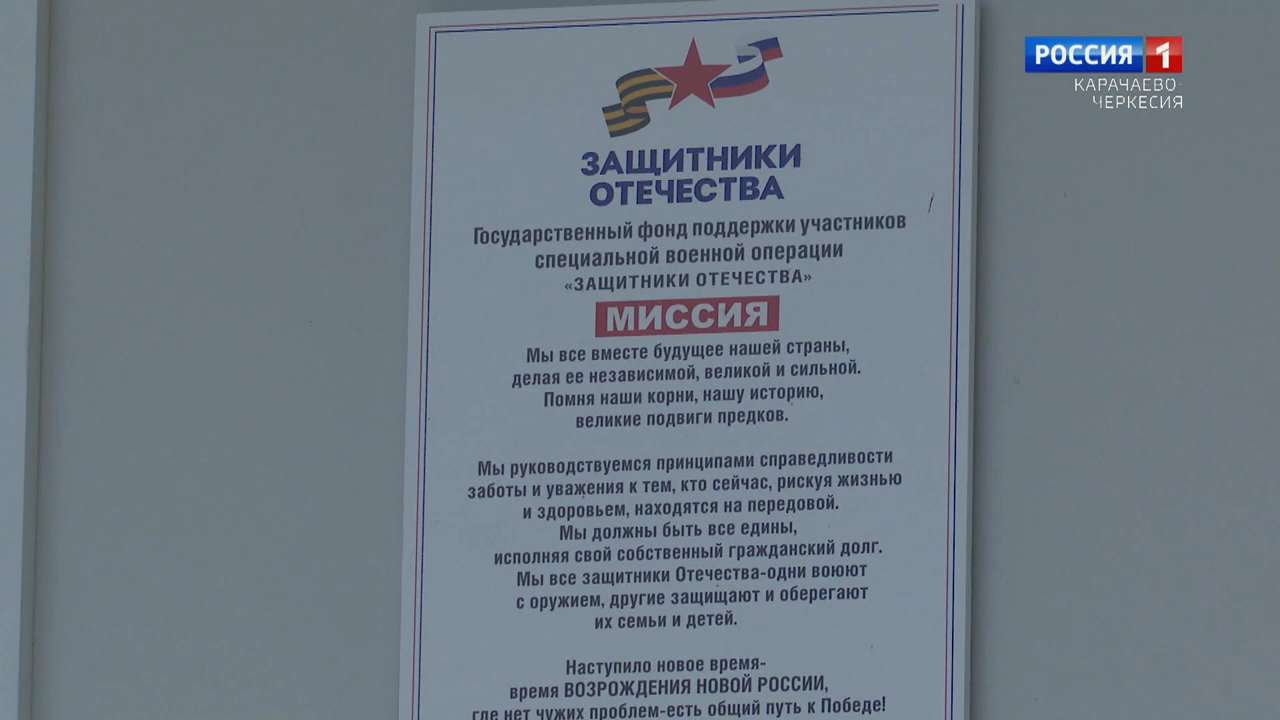 РОССИЯ 1
КАРАЧАЕВО-
ЧЕРКЕСИЯ
ЗАЩИТНИКИ
ОТЕЧЕСТВА
Государственный фонд поддержки участников
специальной военной операции
«ЗАЩИТНИКИ ОТЕЧЕСТВА»
МИССИЯ
Мы все вместе будущее нашей страны,
делая ее независимой, великой и сильной.
Помня наши корни, нашу историю,
великие подвиги предков.
Мы руководствуемся принципами справедливости
заботы и уважения к тем, кто сейчас, рискуя жизнью
и здоровьем, находятся на передовой.
Мы должны быть все едины,
исполняя свой собственный гражданский долг.
Мы все защитники Отечества-одни воюют
с оружием, другие защищают и оберегают
их семьи и детей.
Наступило новое время-
время ВОЗРОЖДЕНИЯ НОВОЙ РОССИИ,
где нет чужих проблем-есть общий путь к Победе!